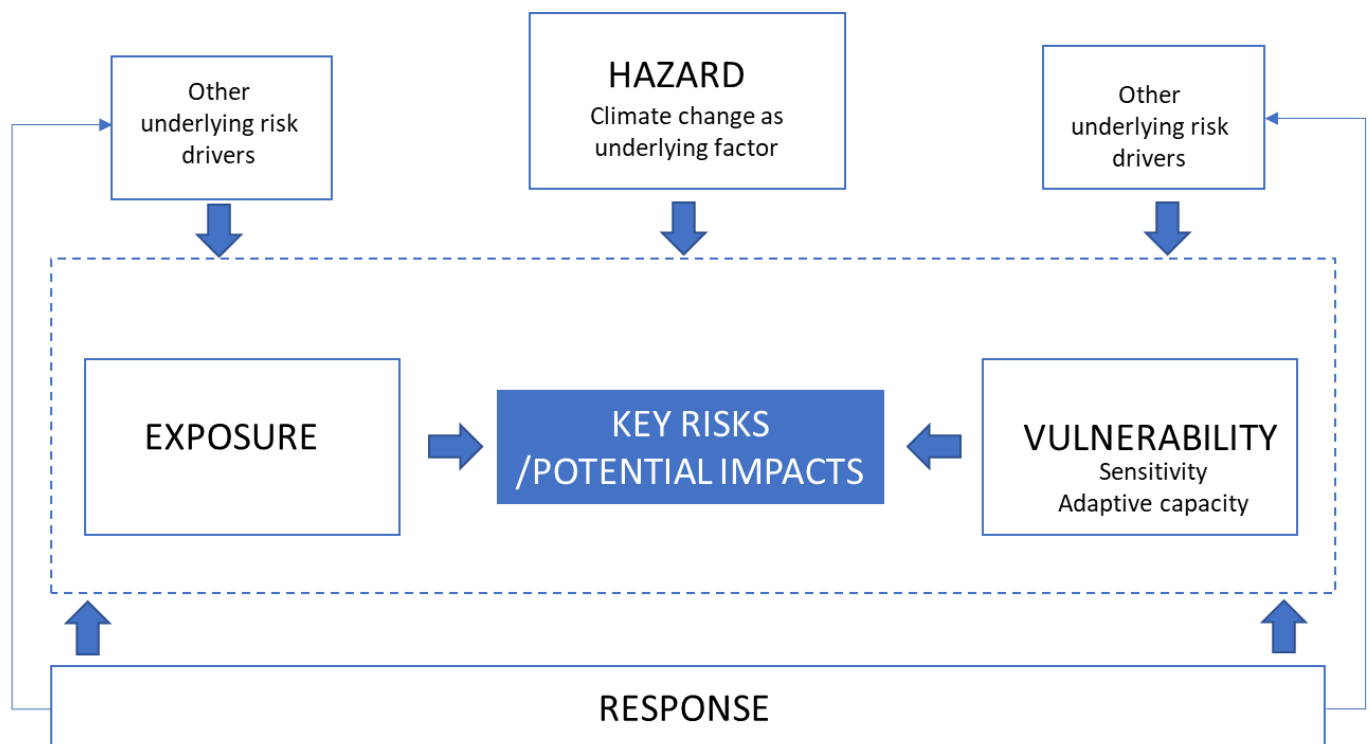 Other
underlying risk
drivers
HAZARD
Climate change as
underlying factor
Other
underlying risk
drivers
EXPOSURE
KEY RISKS
/POTENTIAL IMPACTS
VULNERABILITY
Sensitivity
Adaptive capacity
RESPONSE